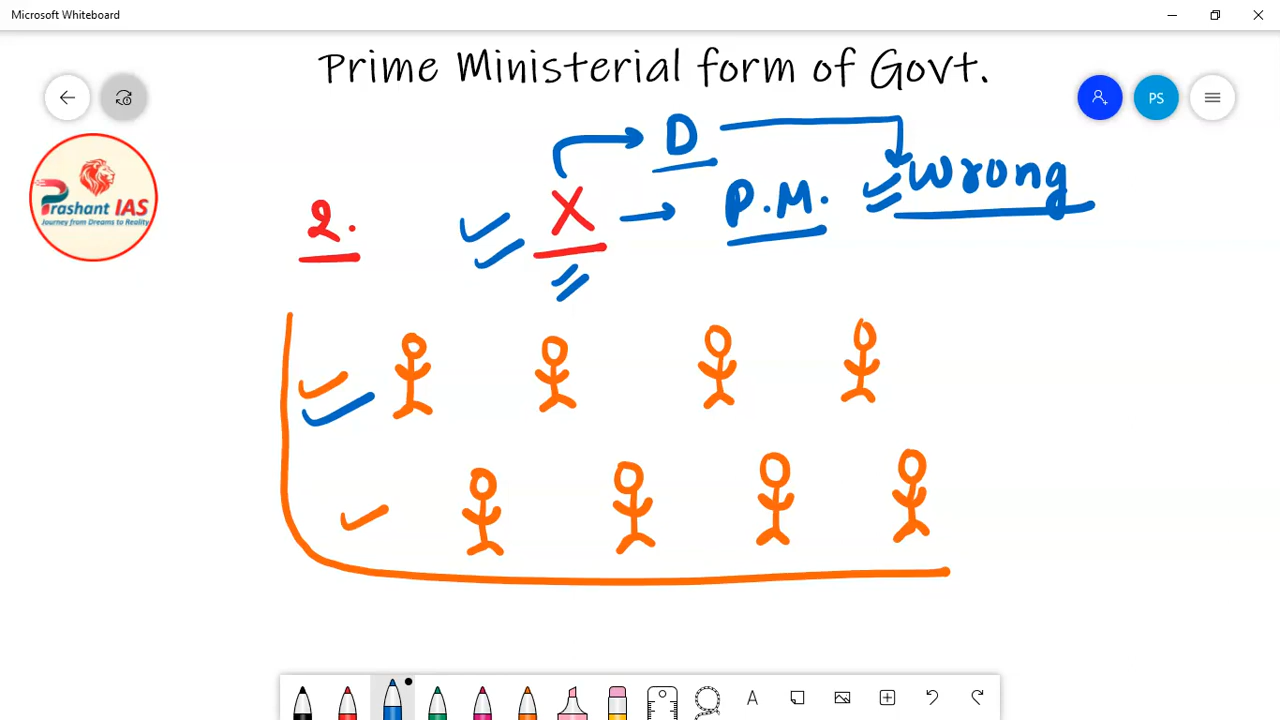 Microsoft Whiteboard
Prime Ministerial form of Govt.
PS
Prashant IAS
Journey from Dreams to Reality
D
wrong
2.
X
P.M.
A